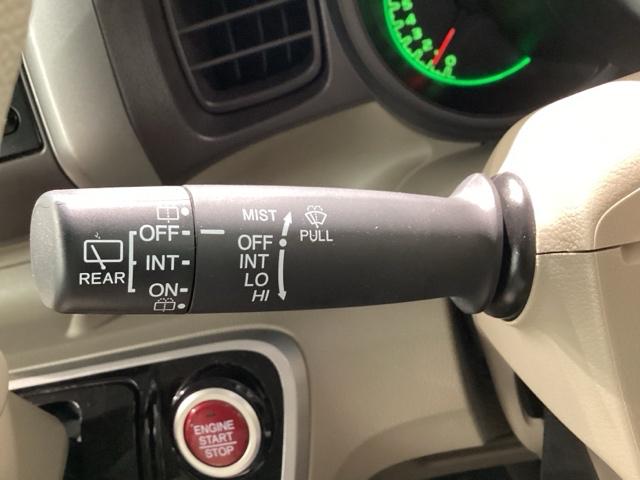 REAR
OFF
INT
ON
MIST
OFF
INT
LO
HI
PULL
ENGINE
START
STOP